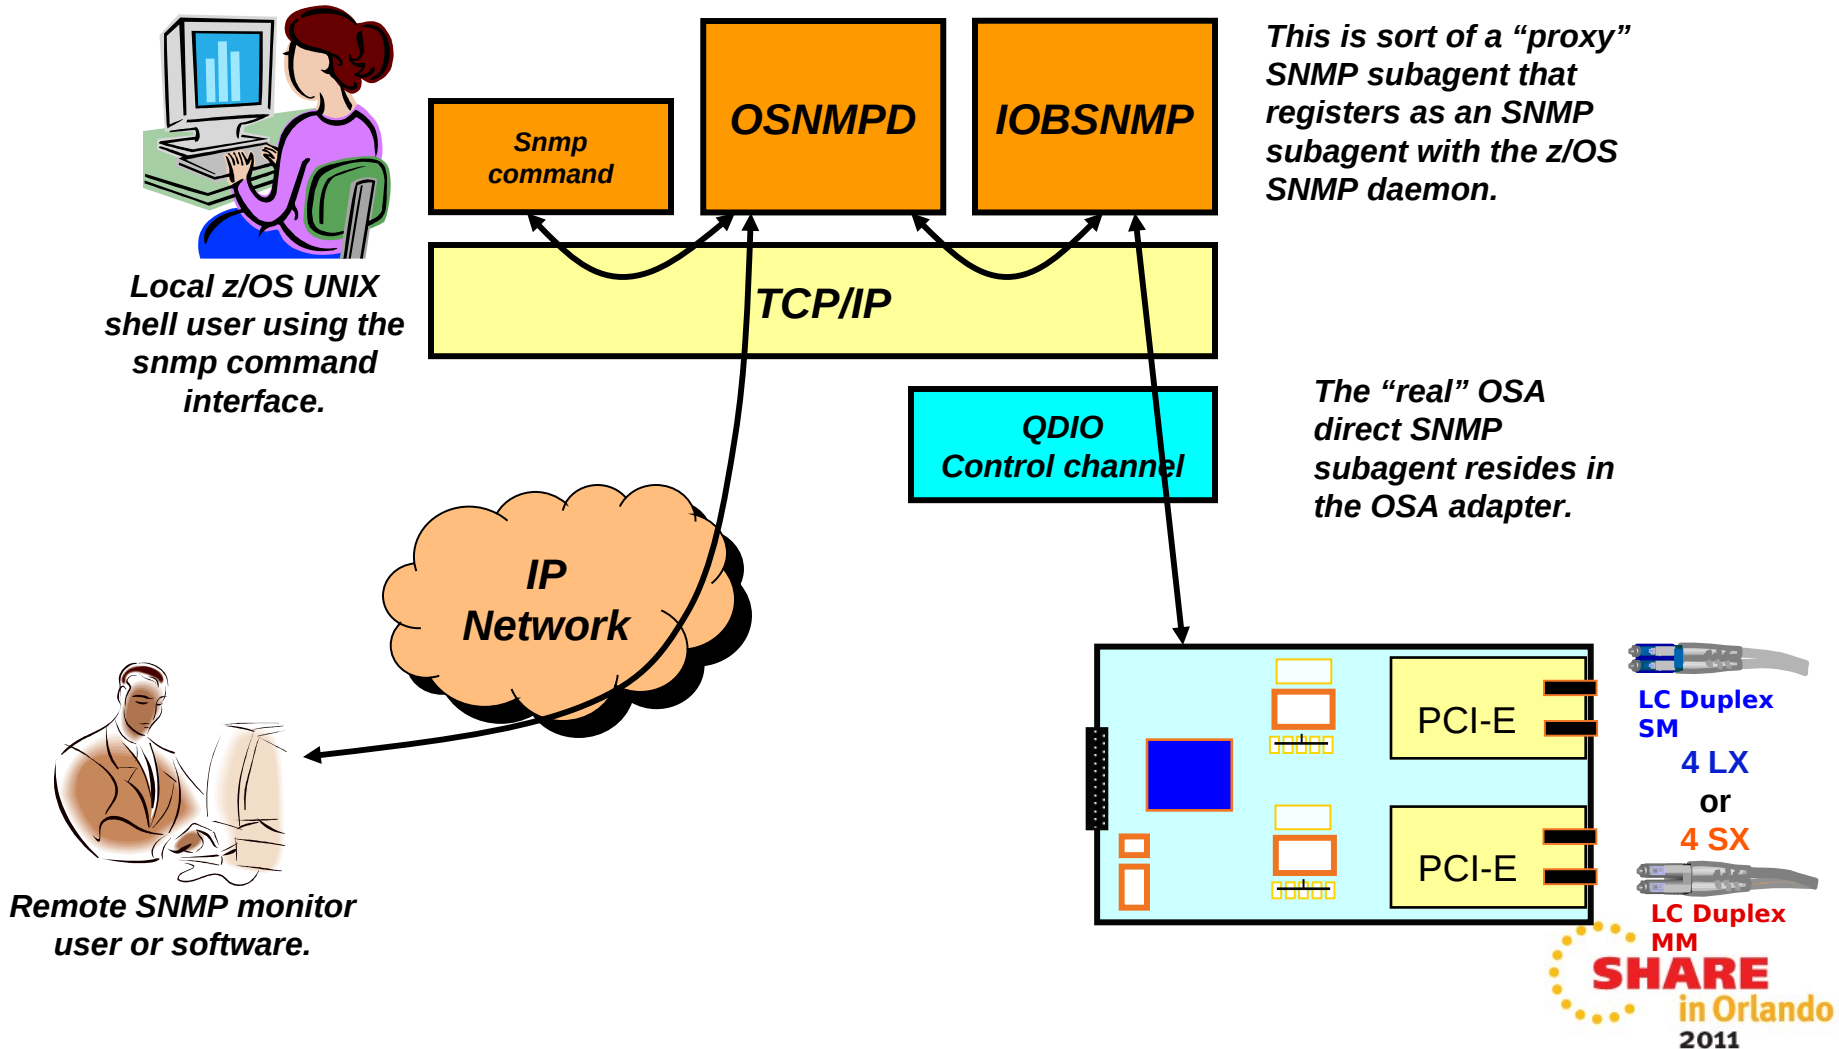 Snmp
command
OSNMPD
IOBSNMP
This is sort of a “proxy”
SNMP subagent that
registers as an SNMP
subagent with the z/OS
SNMP daemon.
Local z/OS UNIX
shell user using the
snmp command
interface.
TCP/IP
QDIO
Control channel
The “real” OSA
direct SNMP
subagent resides in
the OSA adapter.
IP
Network
Remote SNMP monitor
user or software.
PCI-E
PCI-E
LC Duplex
SM
4 LX
or
4 SX
LC Duplex
MM
SHARE
in Orlando
2011